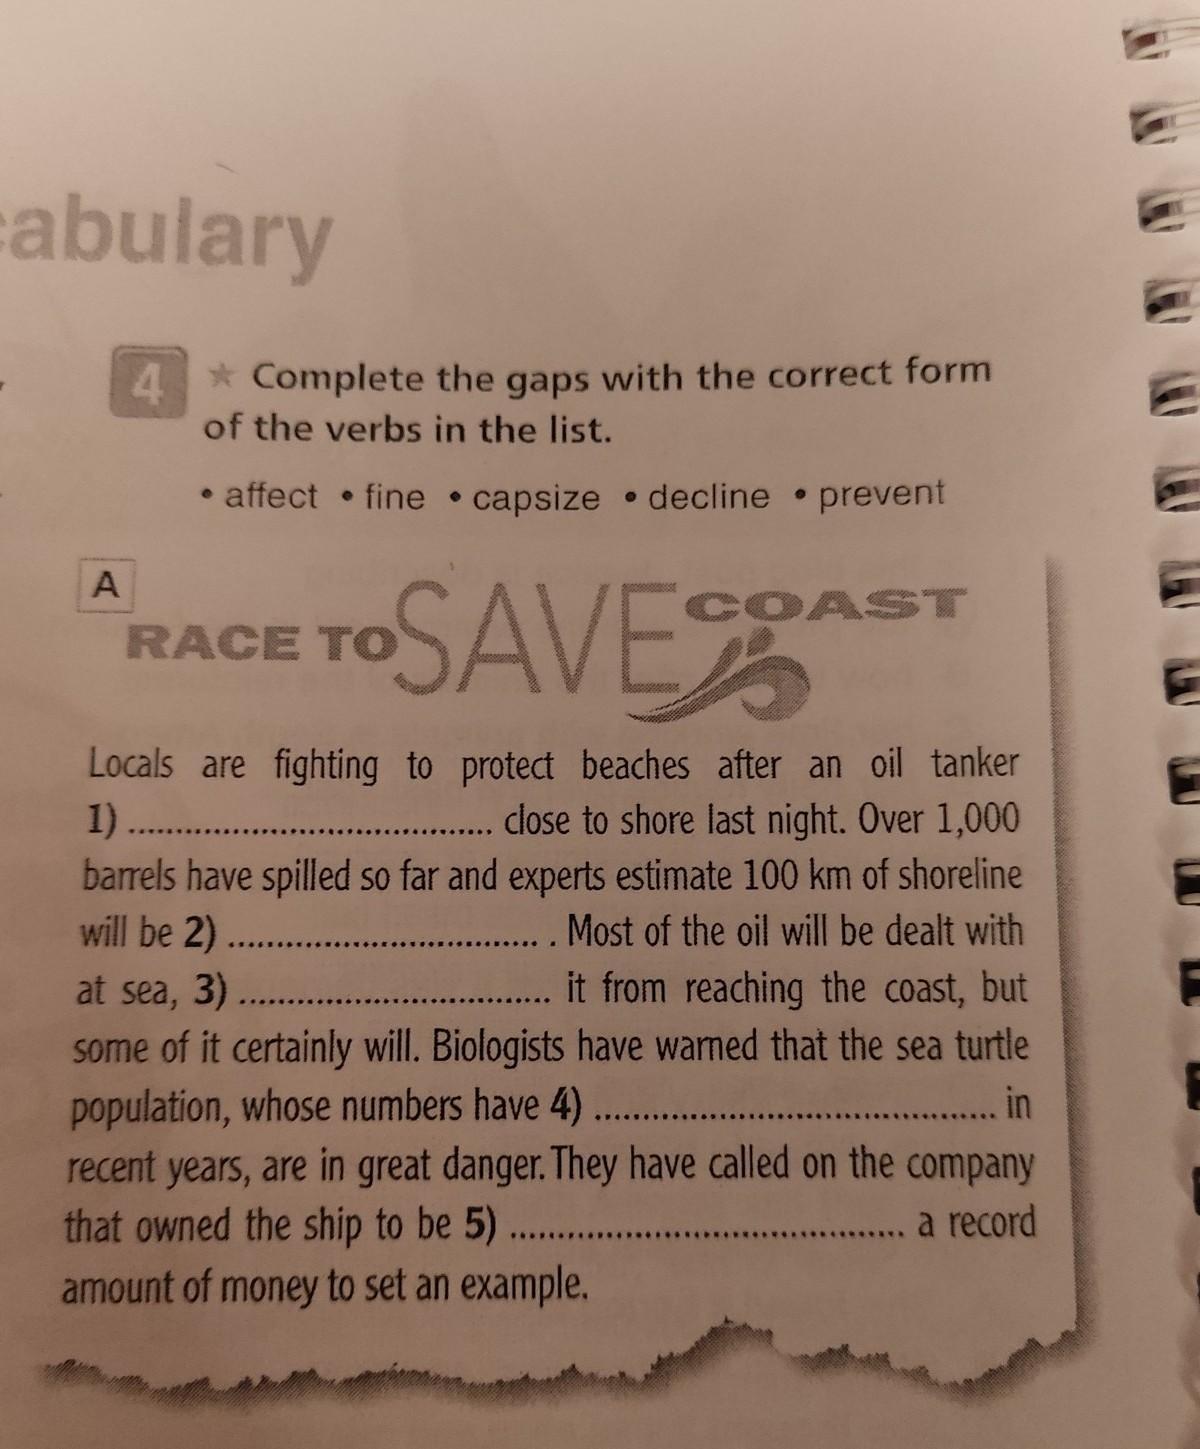 cabulary
4 ★ Complete the gaps with the correct form
of the verbs in the list.
• affect • fine • capsize • decline • prevent
A
RACE TO SAVE COAST
Locals are fighting to protect beaches after an oil tanker
1) ..................................... close to shore last night. Over 1,000
barrels have spilled so far and experts estimate 100 km of shoreline
will be 2) ................................ . Most of the oil will be dealt with
at sea, 3) ................................ it from reaching the coast, but
some of it certainly will. Biologists have warned that the sea turtle
population, whose numbers have 4) ......................................... in
recent years, are in great danger. They have called on the company
that owned the ship to be 5) ........................................ a record
amount of money to set an example.